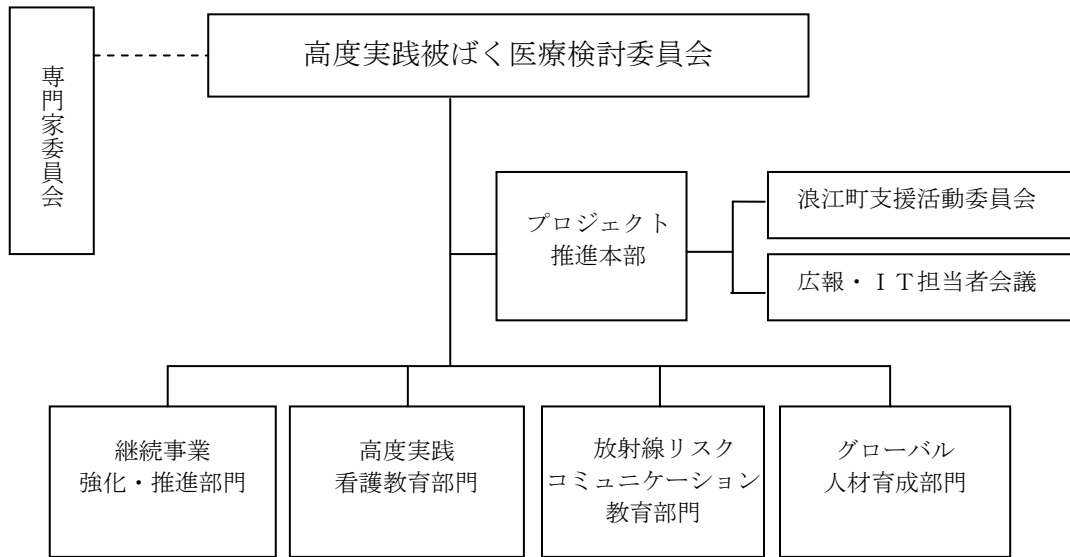 高度実践被ばく医療検討委員会
専門家委員会
プロジェクト
推進本部
浪江町支援活動委員会
広報・ＩＴ担当者会議
継続事業
強化・推進部門
高度実践
看護教育部門
放射線リスク
コミュニケーション
教育部門
グローバル
人材育成部門